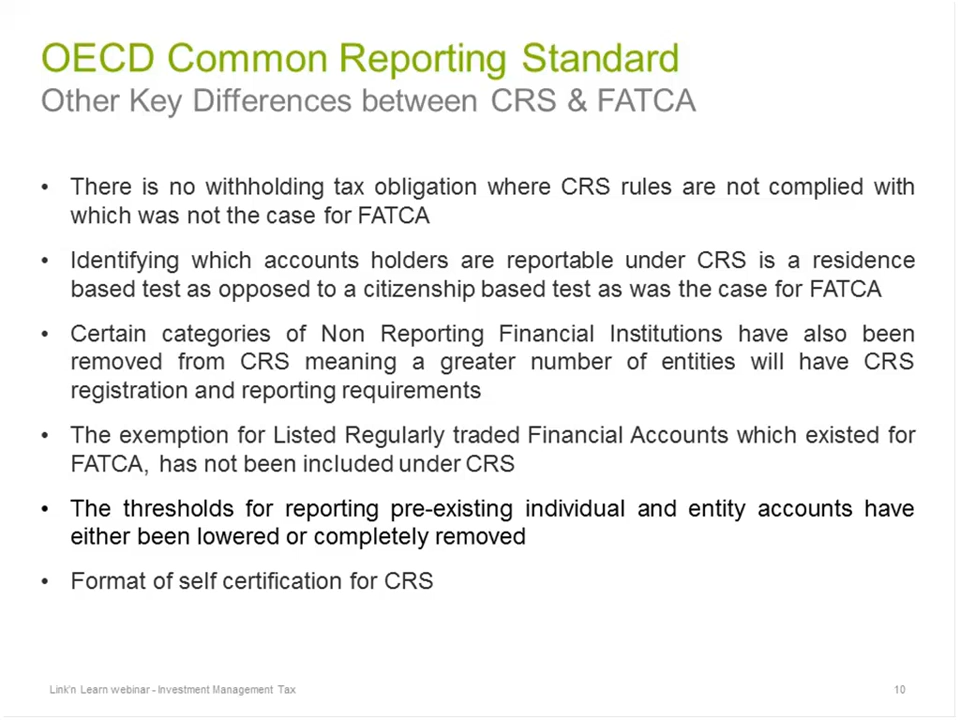 OECD Common Reporting Standard
Other Key Differences between CRS & FATCA
• There is no withholding tax obligation where CRS rules are not complied with
which was not the case for FATCA
• Identifying which accounts holders are reportable under CRS is a residence
based test as opposed to a citizenship based test as was the case for FATCA
• Certain categories of Non Reporting Financial Institutions have also been
removed from CRS meaning a greater number of entities will have CRS
registration and reporting requirements
• The exemption for Listed Regularly traded Financial Accounts which existed for
FATCA, has not been included under CRS
• The thresholds for reporting pre-existing individual and entity accounts have
either been lowered or completely removed
• Format of self certification for CRS
Link'n Learn webinar - Investment Management Tax
10